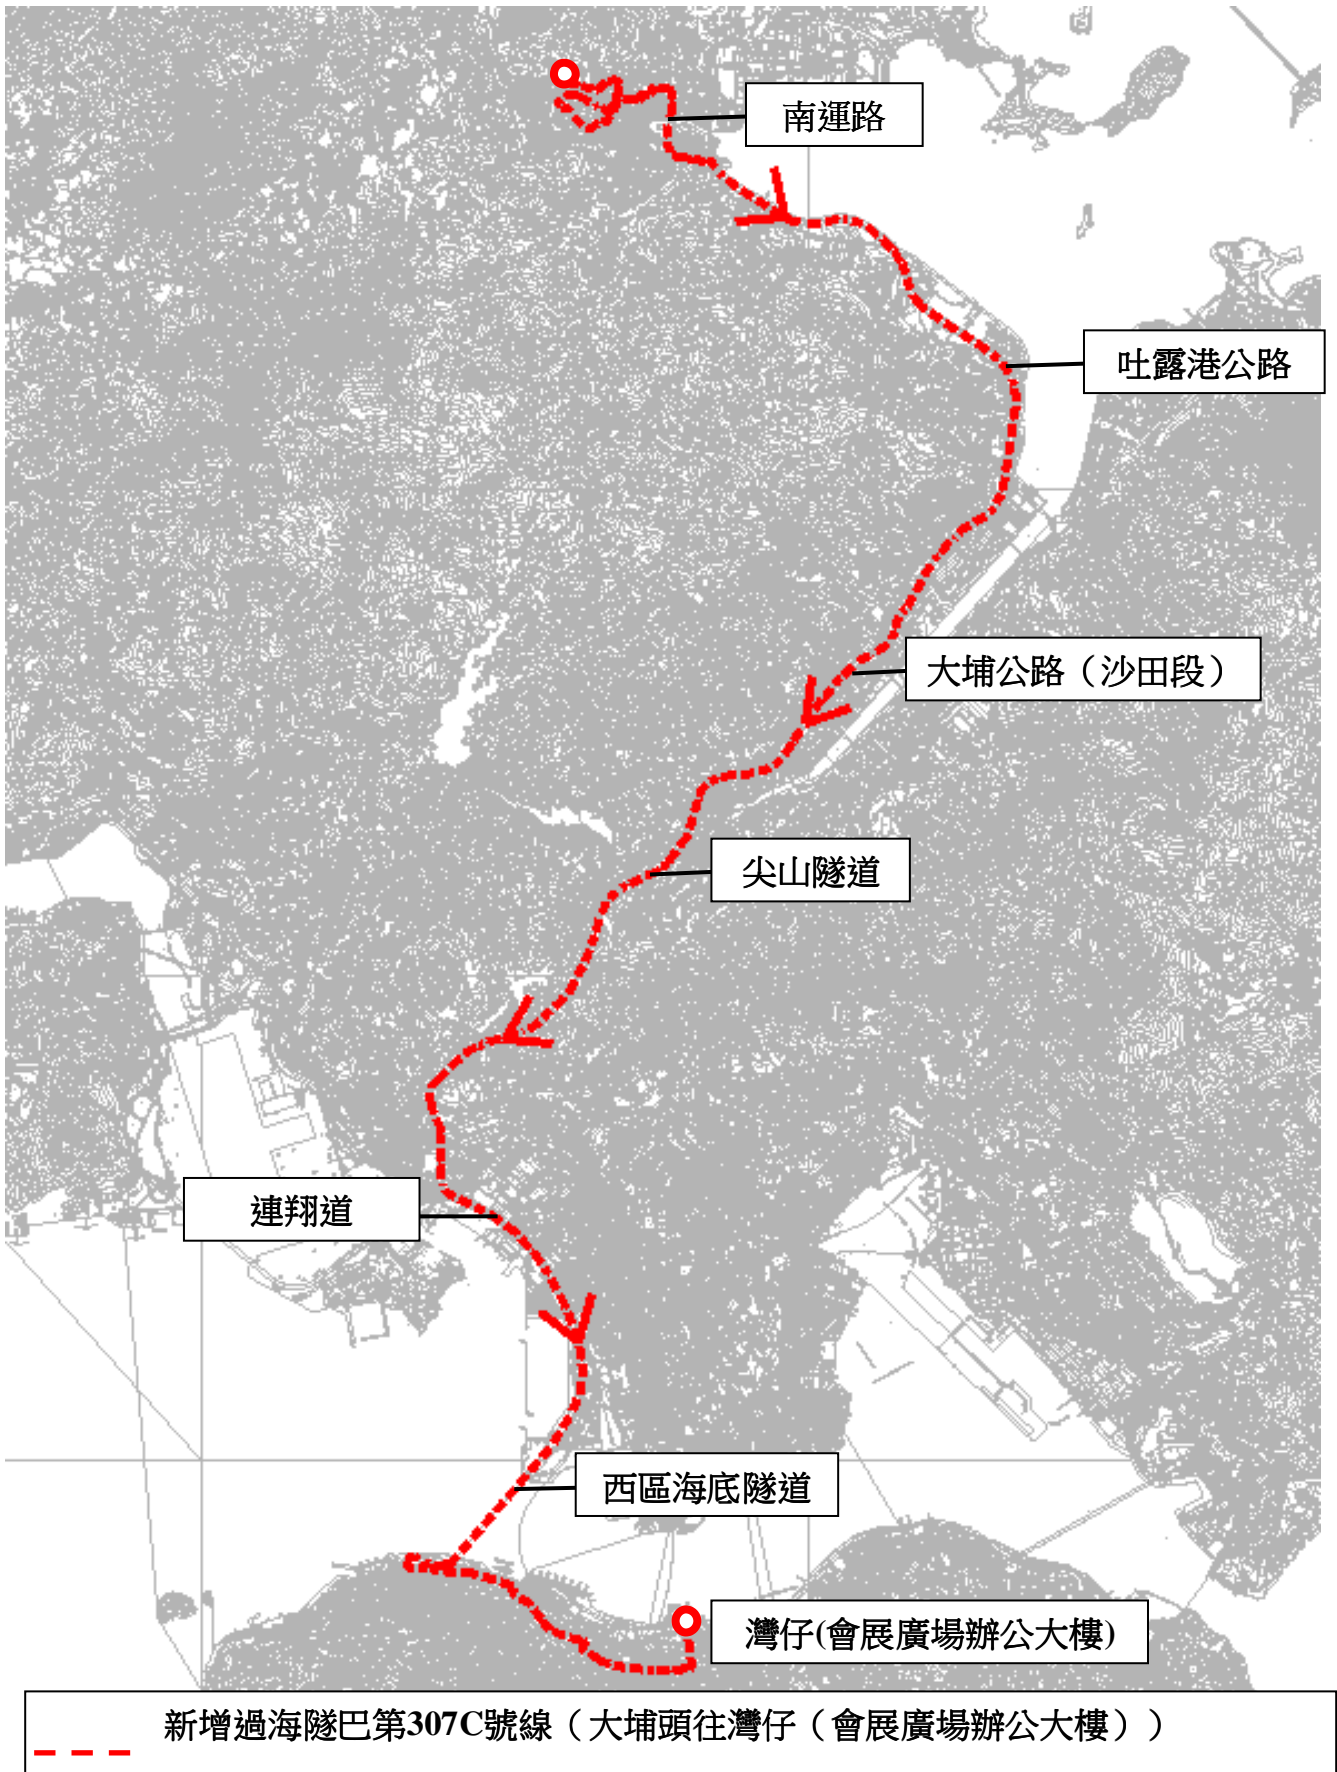 南運路
吐露港公路
大埔公路（沙田段）
尖山隧道
連翔道
西區海底隧道
灣仔(會展廣場辦公大樓)
新增過海隧巴第307C號線（大埔頭往灣仔（會展廣場辦公大樓））